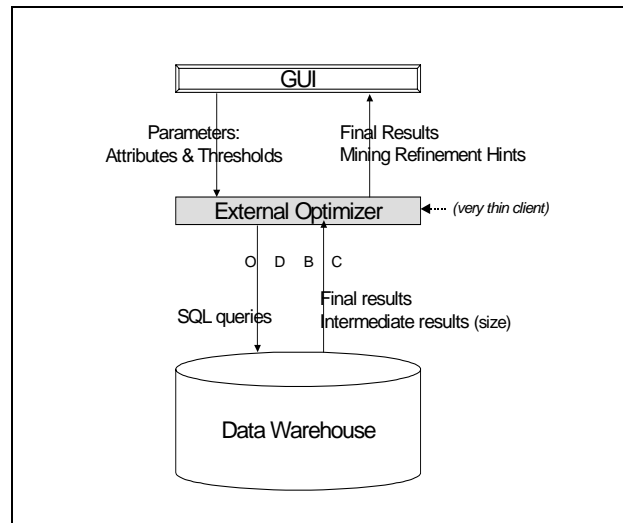 GUI
Parameters:
Attributes & Thresholds
Final Results
Mining Refinement Hints
External Optimizer
(very thin client)
O D B C
SQL queries
Final results
Intermediate results (size)
Data Warehouse